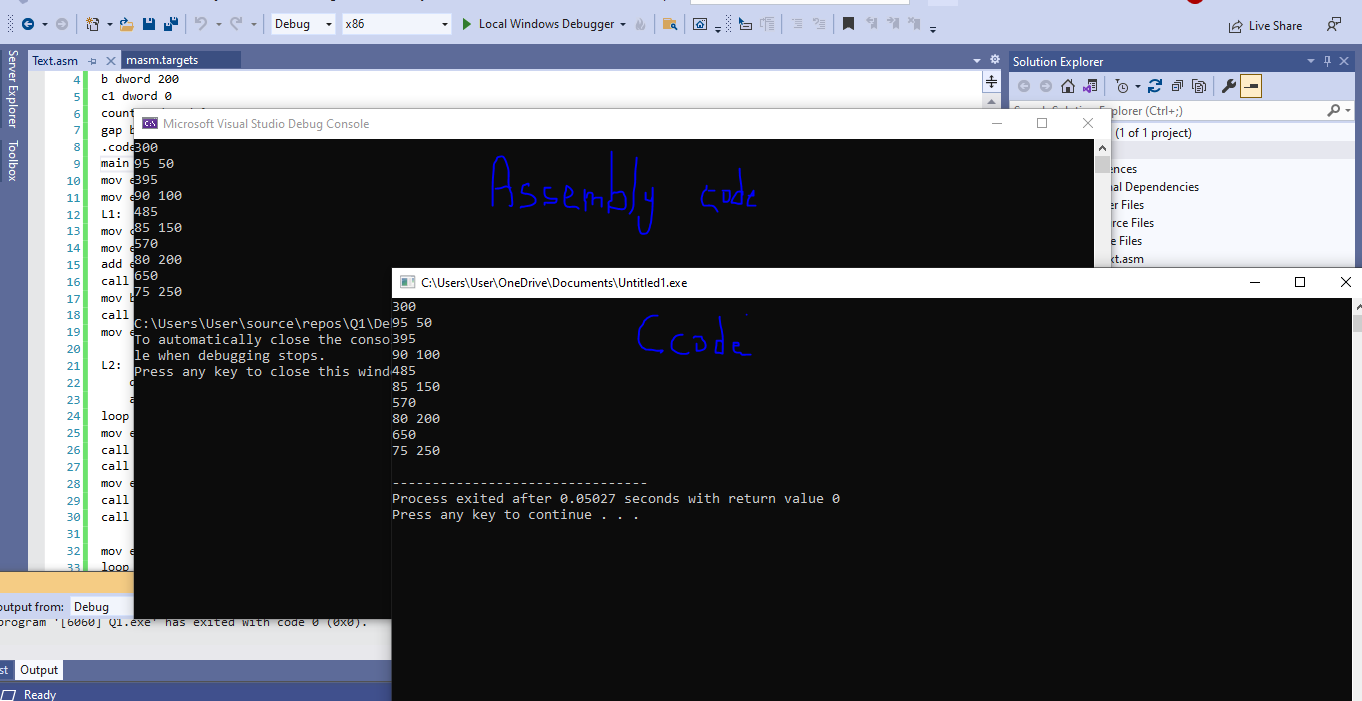 Debug
x86
Local Windows Debugger
Live Share
Server Explorer
Toolbox
Text.asm
masm.targets
4 b dword 200
5 c1 dword 0
6 count
7 gap b
8 .code
9 main
10 mov e
11 mov e
12 L1:
13 mov
14 mov e
15 add e
16 call
17 mov b
18 call
19 mov e
20
21 L2:
22
23
24 loop
25 mov e
26 call
27 call
28 mov e
29 call
30 call
31
32 mov e
33 loop
Microsoft Visual Studio Debug Console
300
95 50
395
90 100
485
85 150
570
80 200
650
75 250
C:\Users\User\source\repos\Q1\De
To automatically close the conso
le when debugging stops.
Press any key to close this wind
Assembly code
C:\Users\User\OneDrive\Documents\Untitled1.exe
300
95 50
395
90 100
485
85 150
570
80 200
650
75 250
--------------------------------
Process exited after 0.05027 seconds with return value 0
Press any key to continue . . .
C code
Solution Explorer
plorer (Ctrl+;)
(1 of 1 project)
ences
al Dependencies
er Files
rce Files
e Files
xt.asm
output from: Debug
program '[6060] Q1.exe' has exited with code 0 (0x0).
st Output
Ready